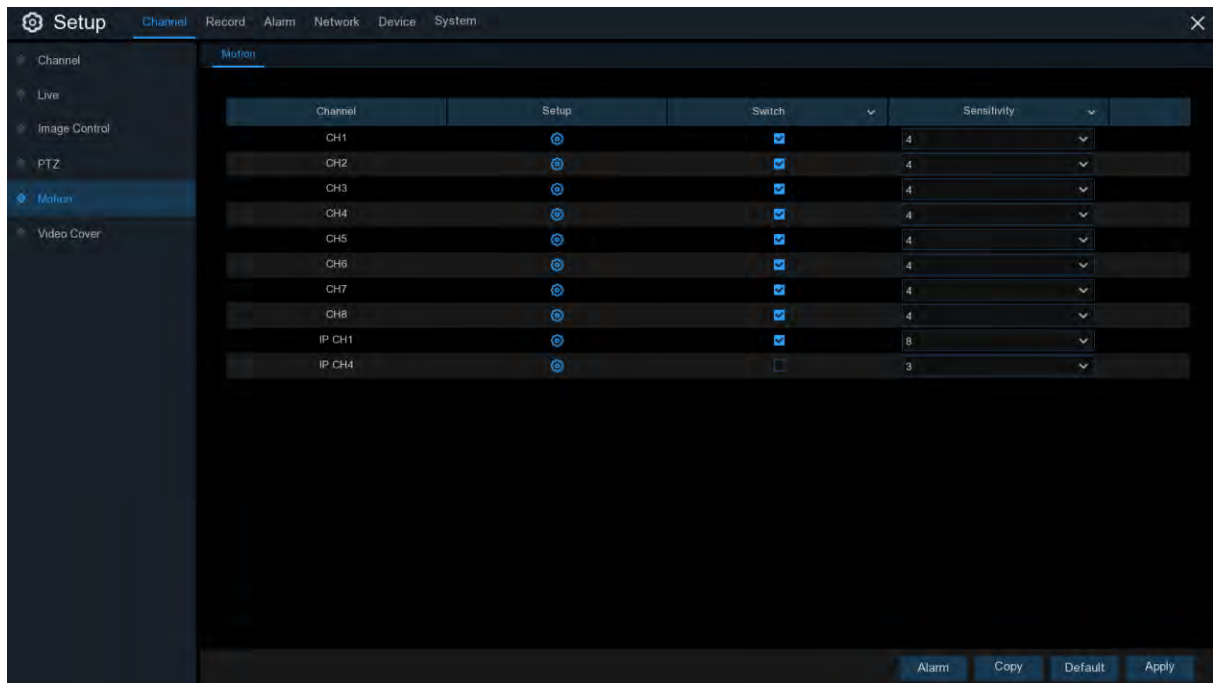 Setup Channel Record Alarm Network Device System
Channel
Live
Image Control
PTZ
Motion
Video Cover
Motion
Channel Setup Switch Sensitivity
CH1 4
CH2 4
CH3 4
CH4 4
CH5 4
CH6 4
CH7 4
CH8 4
IP CH1 8
IP CH4 3
Alarm Copy Default Apply